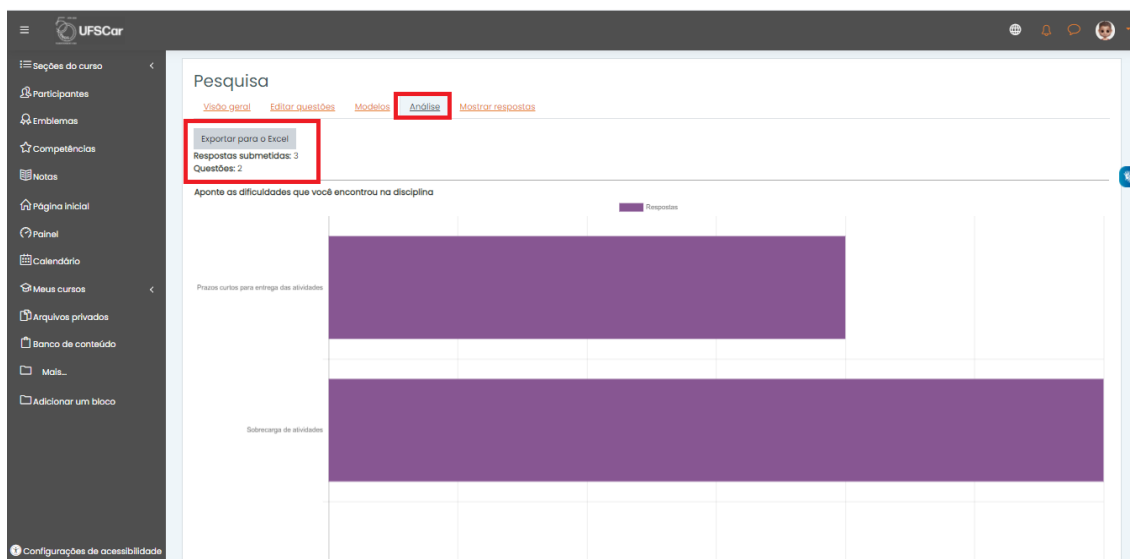 UFSCar
Seções do curso
Participantes
Emblemas
Competências
Notas
Página inicial
Painel
Calendário
Meus cursos
Arquivos privados
Banco de conteúdo
Mais...
Adicionar um bloco
Configurações de acessibilidade
Pesquisa
Visão geral Editar questões Modelos Análise Mostrar respostas
Exportar para o Excel
Respostas submetidas: 3
Questões: 2
Aponte as dificuldades que você encontrou na disciplina
Respostas
Prazos curtos para entrega das atividades
Sobrecarga de atividades